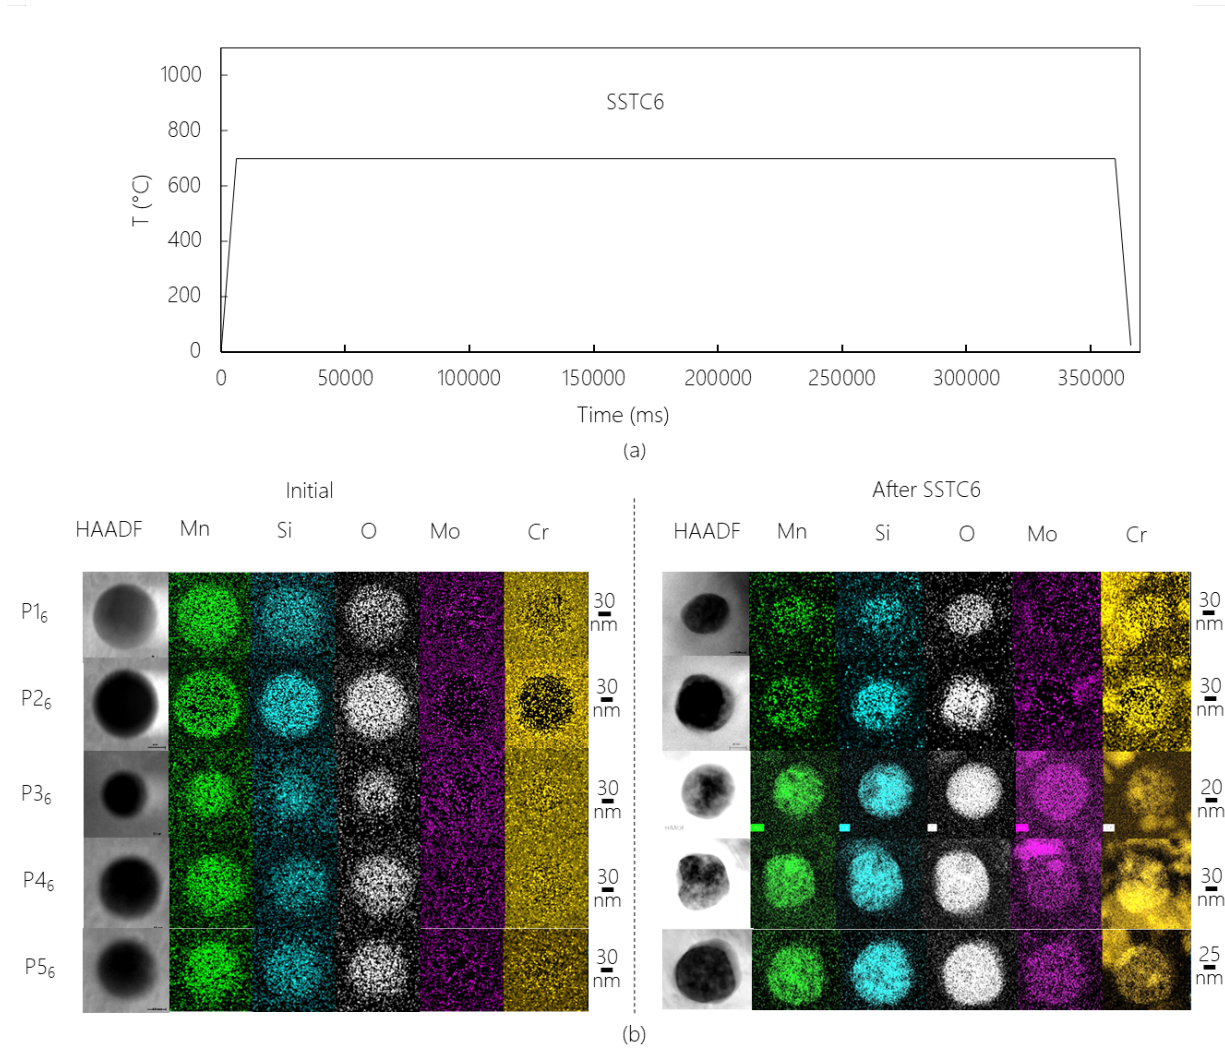 1000
SSTC6
800
600
T (°C)
400
200
0
0 50000 100000 150000 200000 250000 300000 350000
Time (ms)
(a)
Initial After SSTC6
HAADF Mn Si O Mo Cr HAADF Mn Si O Mo Cr
P1₆ 30 nm 30 nm
P2₆ 30 nm 30 nm
P3₆ 30 nm 20 nm
HAADF
P4₆ 30 nm 30 nm
P5₆ 30 nm 25 nm
(b)